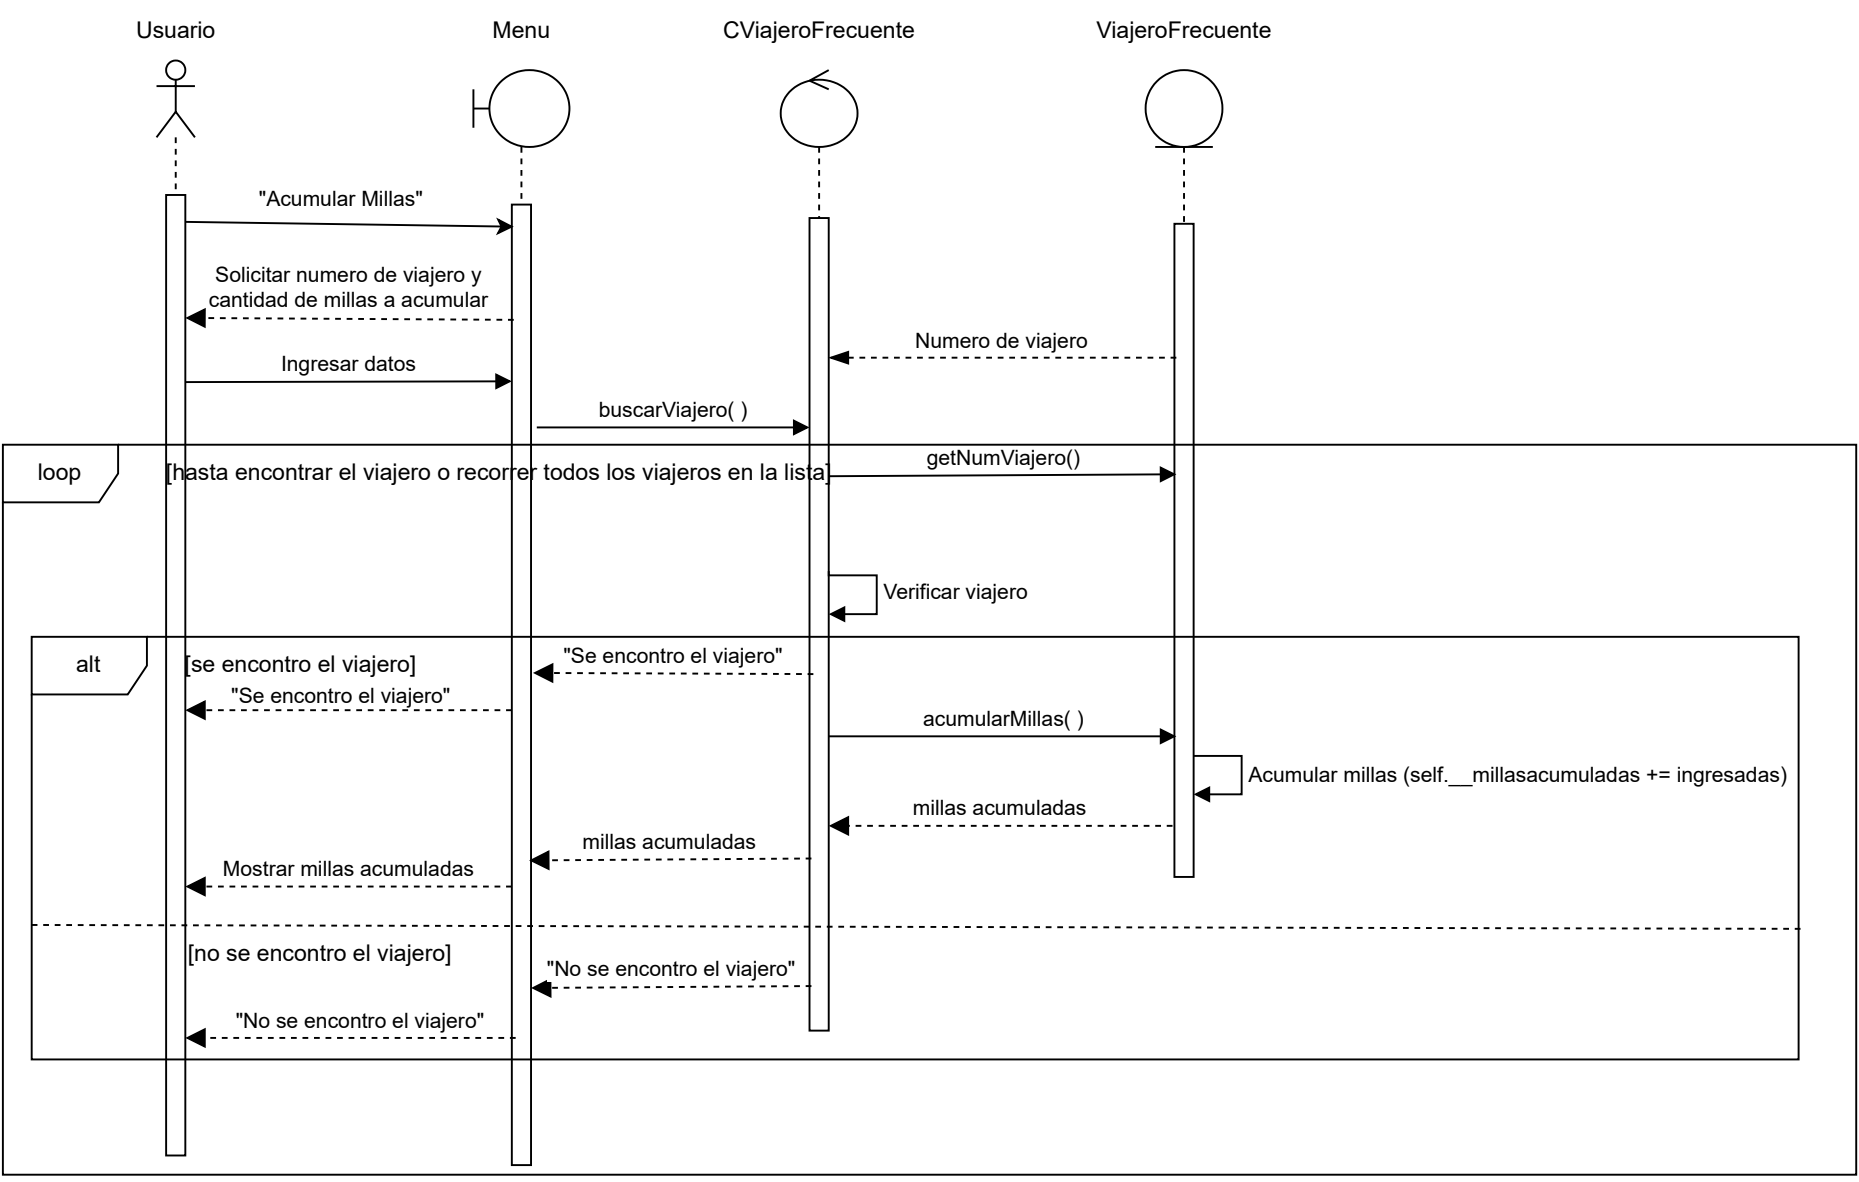 Usuario
Menu
CViajeroFrecuente
ViajeroFrecuente
"Acumular Millas"
Solicitar numero de viajero y
cantidad de millas a acumular
Numero de viajero
Ingresar datos
buscarViajero( )
loop
[hasta encontrar el viajero o recorrer todos los viajeros en la lista]
getNumViajero()
Verificar viajero
alt
[se encontro el viajero]
"Se encontro el viajero"
"Se encontro el viajero"
acumularMillas( )
Acumular millas (self.__millasacumuladas += ingresadas)
millas acumuladas
millas acumuladas
Mostrar millas acumuladas
[no se encontro el viajero]
"No se encontro el viajero"
"No se encontro el viajero"